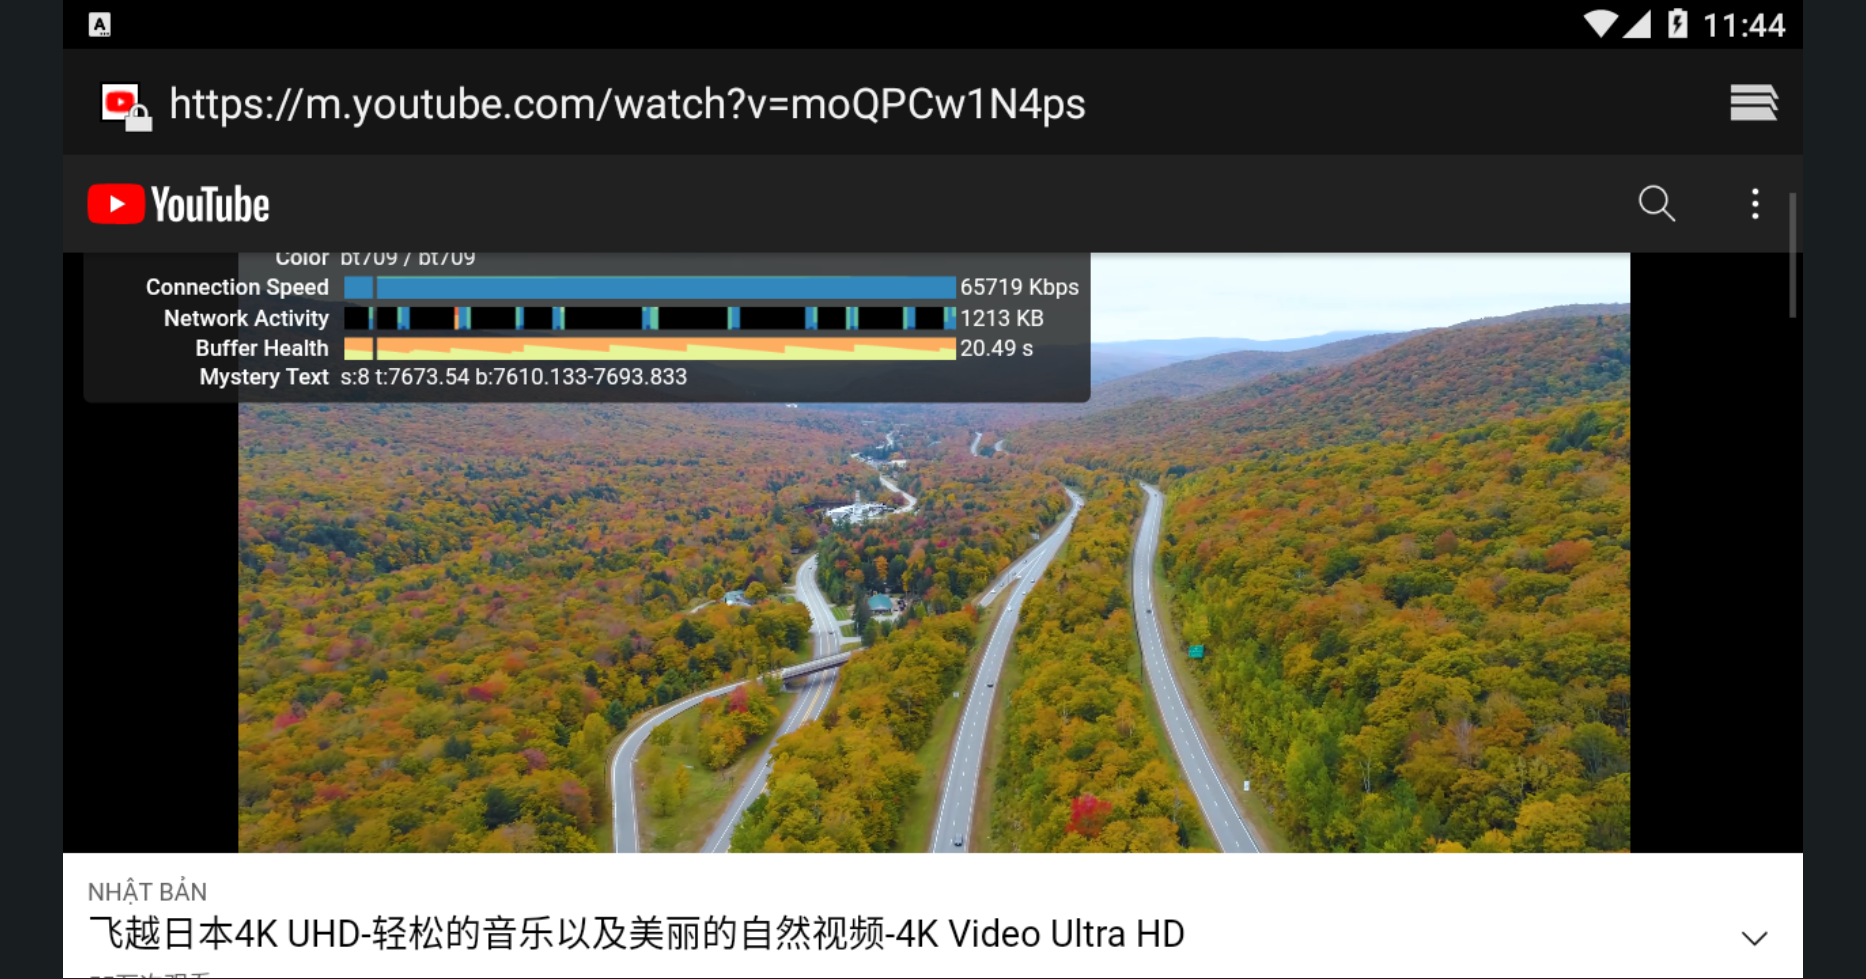 A
11:44
https://m.youtube.com/watch?v=moQPCw1N4ps
YouTube
Color bt709 / bt709
Connection Speed 65719 Kbps
Network Activity 1213 KB
Buffer Health 20.49 s
Mystery Text s:8 t:7673.54 b:7610.133-7693.833
NHẬT BẢN
飞越日本4K UHD-轻松的音乐以及美丽的自然视频-4K Video Ultra HD